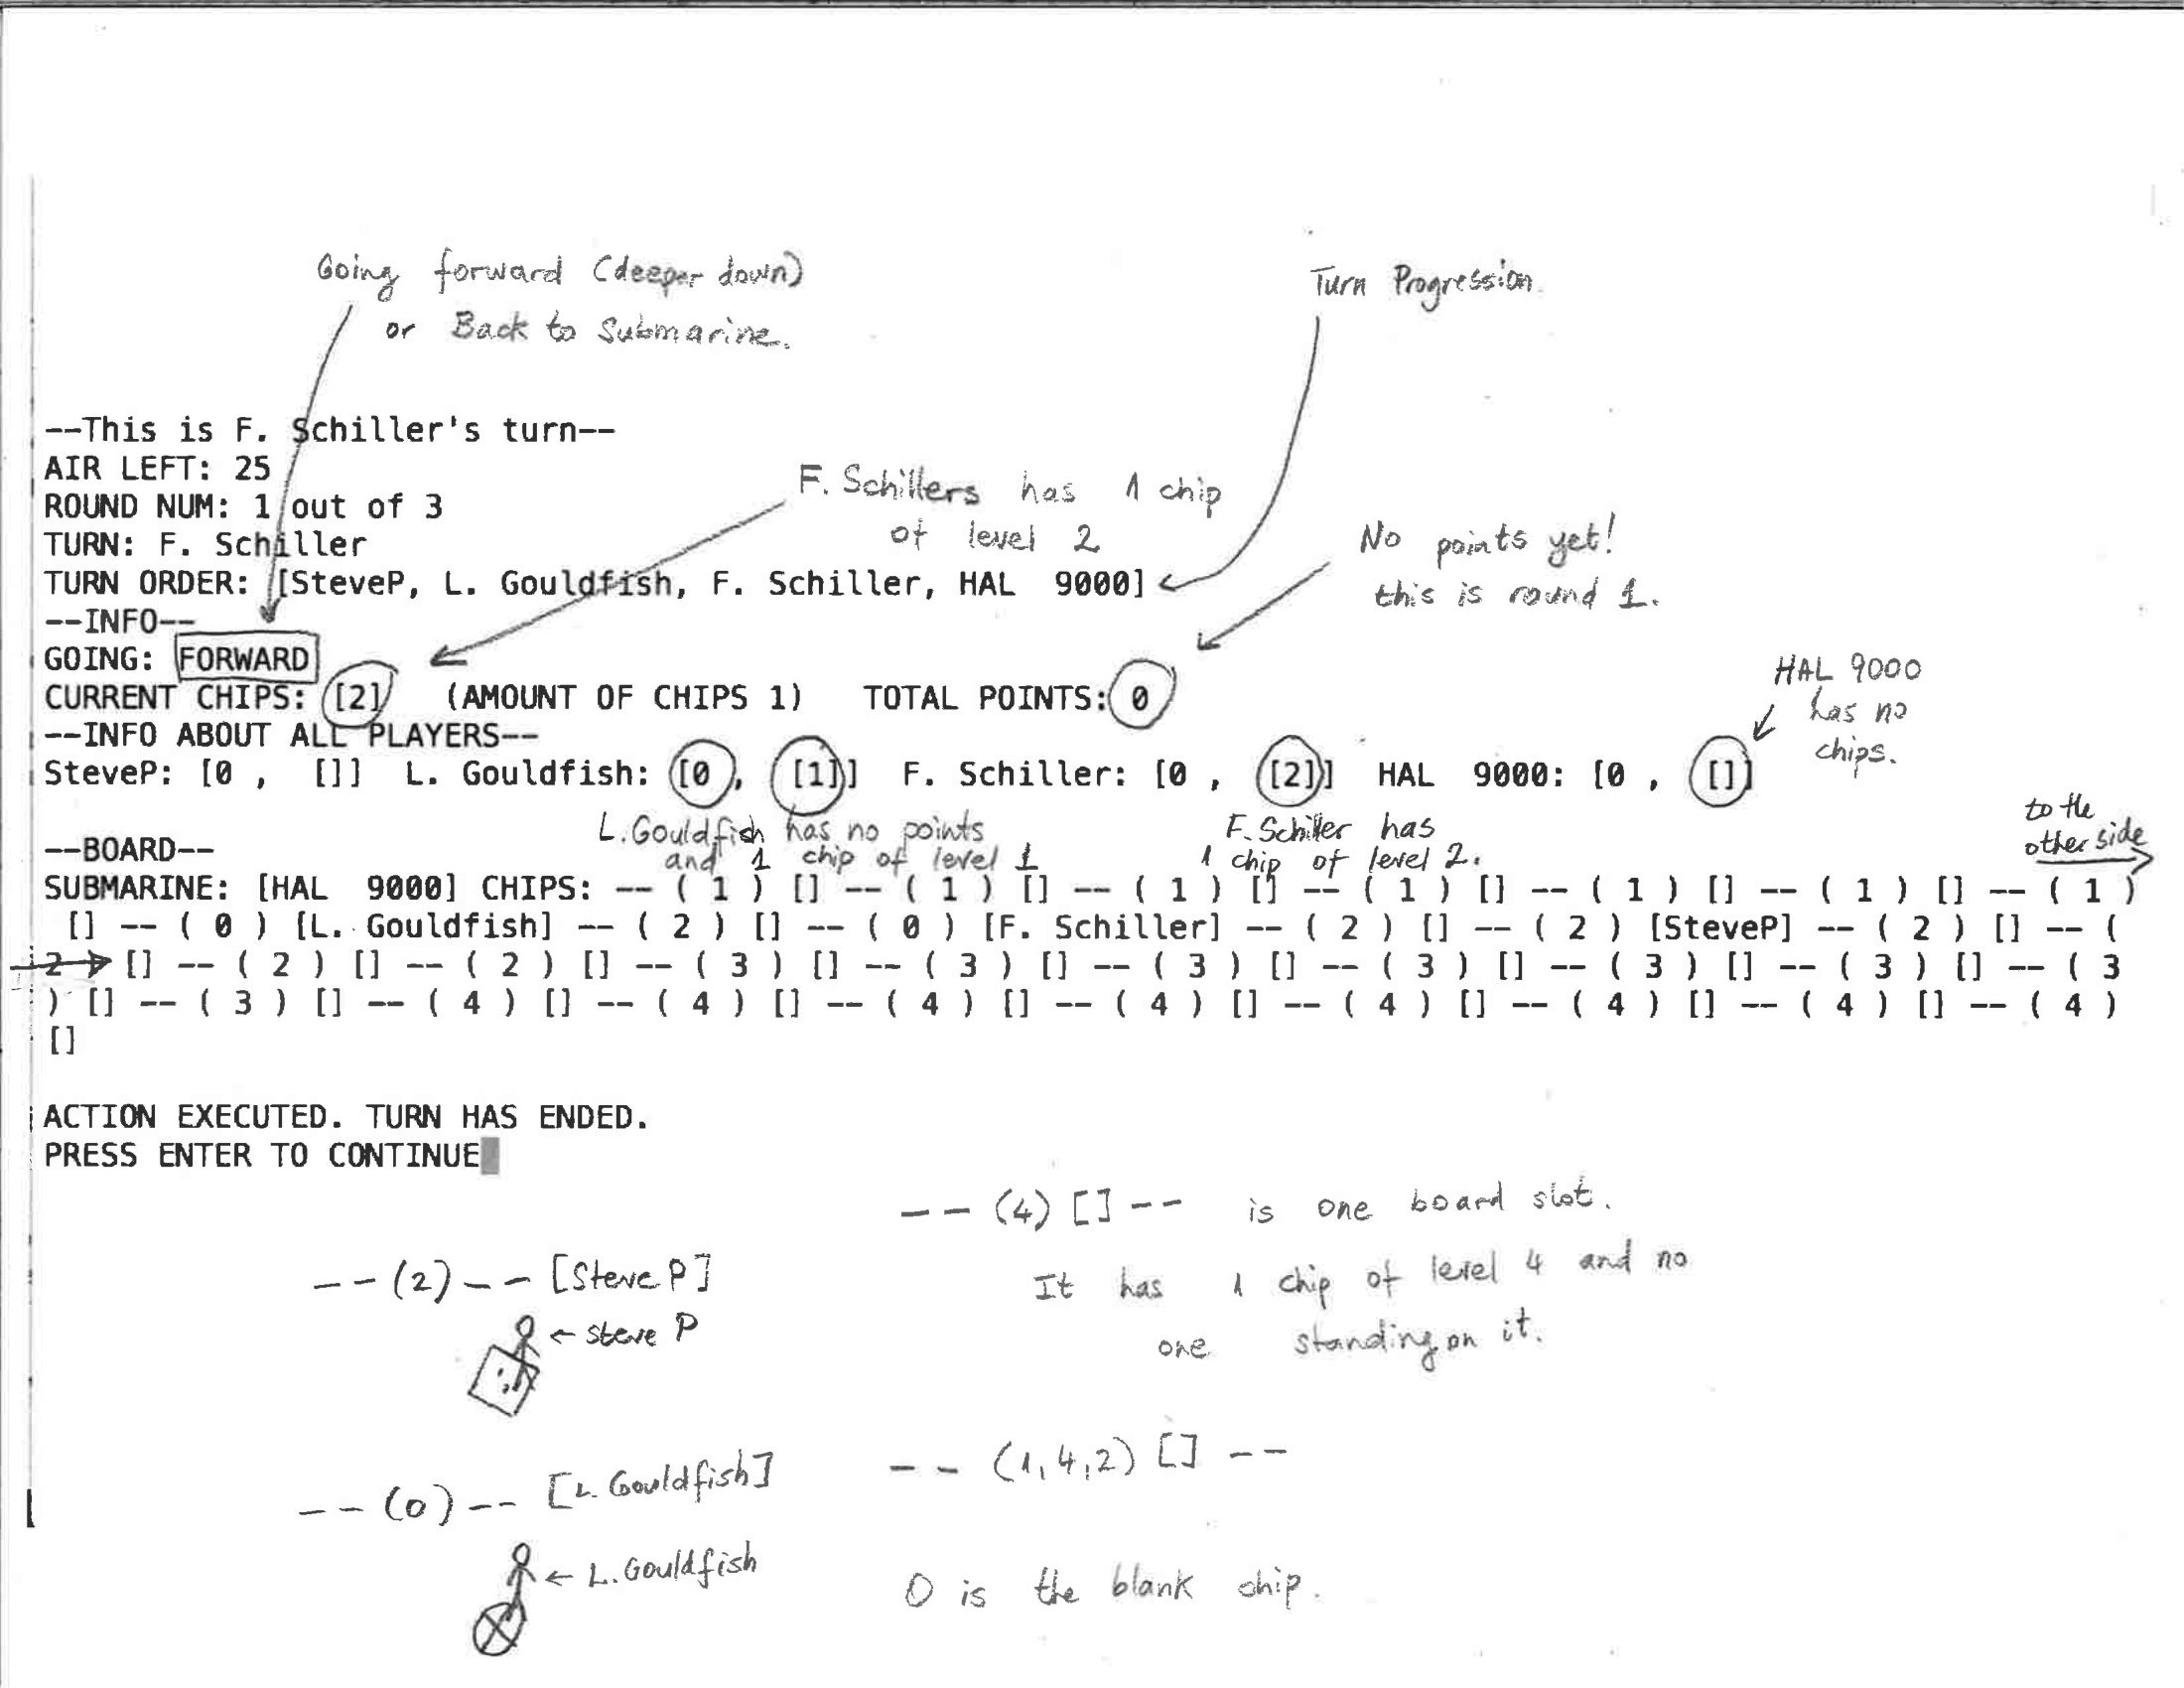 Going forward (deeper down)
or Back to Submarine.
Turn Progression
--This is F. Schiller's turn--
AIR LEFT: 25
F. Schillers has 1 chip
of level 2
ROUND NUM: 1 out of 3
TURN: F. Schiller
No points yet!
this is round 1.
TURN ORDER: [SteveP, L. Gouldfish, F. Schiller, HAL  9000]
--INFO--
GOING: FORWARD
CURRENT CHIPS: [2]   (AMOUNT OF CHIPS 1)   TOTAL POINTS: 0
HAL 9000
has no
chips.
--INFO ABOUT ALL PLAYERS--
SteveP: [0 ,  []]  L. Gouldfish: [0 ,  [1]]  F. Schiller: [0 ,  [2]]  HAL  9000: [0 ,  []]
L.Gouldfish has no points
and 1 chip of level 1
F.Schiller has
1 chip of level 2.
to the
other side
--BOARD--
SUBMARINE: [HAL  9000] CHIPS: -- ( 1 ) [] -- ( 1 ) [] -- ( 1 ) [] -- ( 1 ) [] -- ( 1 ) [] -- ( 1 ) [] -- ( 1 )
[] -- ( 0 ) [L. Gouldfish] -- ( 2 ) [] -- ( 0 ) [F. Schiller] -- ( 2 ) [] -- ( 2 ) [SteveP] -- ( 2 ) [] -- (
2 ) [] -- ( 2 ) [] -- ( 2 ) [] -- ( 3 ) [] -- ( 3 ) [] -- ( 3 ) [] -- ( 3 ) [] -- ( 3 ) [] -- ( 3 ) [] -- ( 3
) [] -- ( 3 ) [] -- ( 4 ) [] -- ( 4 ) [] -- ( 4 ) [] -- ( 4 ) [] -- ( 4 ) [] -- ( 4 ) [] -- ( 4 ) [] -- ( 4 )
[]
ACTION EXECUTED. TURN HAS ENDED.
PRESS ENTER TO CONTINUE
-- (4) [] -- is one board slot.
It has 1 chip of level 4 and no
one standing on it.
--(2)-- [Steve P]
← steve P
-- (1,4,2) [] --
--(0)-- [L. Gouldfish]
← L. Gouldfish
0 is the blank chip.